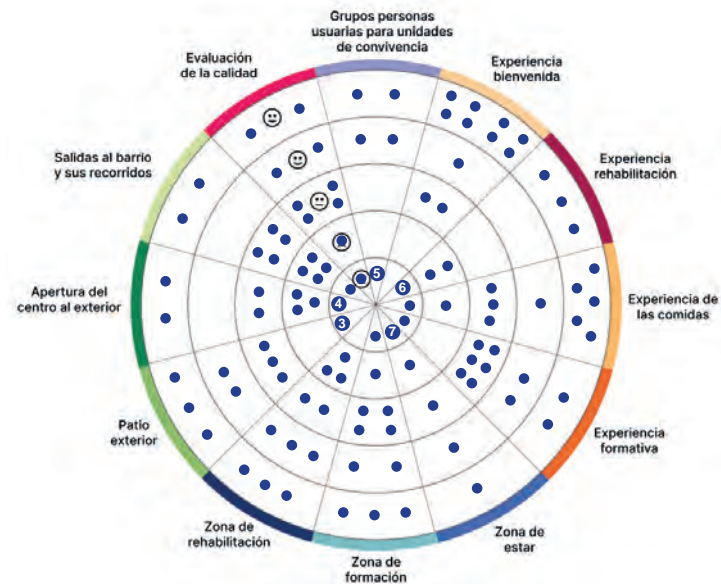 Grupos personas
usuarias para unidades
de convivencia
Evaluación
de la calidad
Experiencia
bienvenida
Salidas al barrio
y sus recorridos
Experiencia
rehabilitación
Apertura del
centro al exterior
Experiencia de
las comidas
5
6
4
3
7
Patio
exterior
Experiencia
formativa
Zona de
rehabilitación
Zona de
estar
Zona de
formación